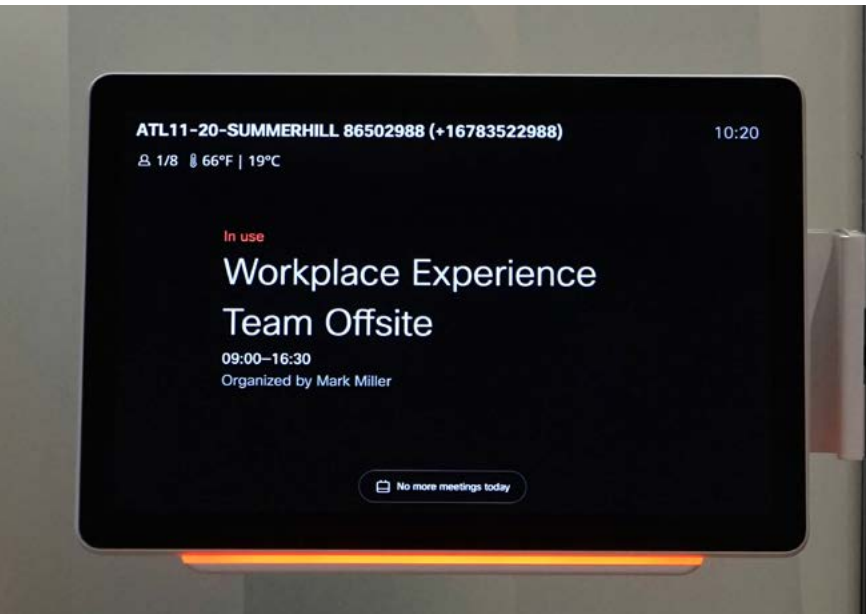 ATL11-20-SUMMERHILL 86502988 (+16783522988) 10:20
1/8 66°F | 19°C
In use
Workplace Experience
Team Offsite
09:00–16:30
Organized by Mark Miller
No more meetings today